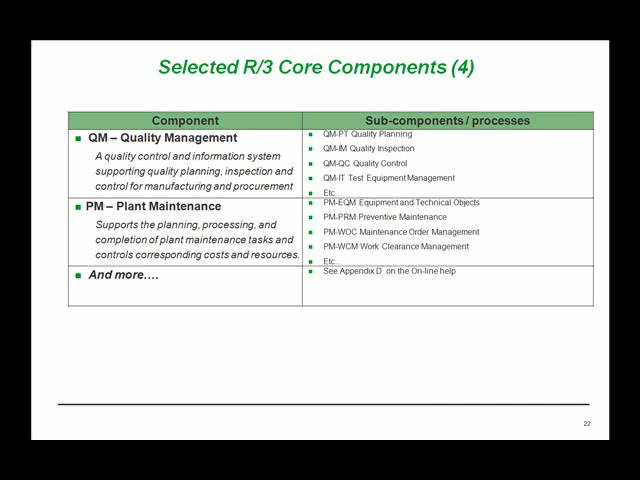 Selected R/3 Core Components (4)
Component
Sub-components / processes
QM – Quality Management
A quality control and information system
supporting quality planning, inspection and
control for manufacturing and procurement
QM-PT Quality Planning
QM-IM Quality Inspection
QM-QC Quality Control
QM-IT Test Equipment Management
Etc...
PM – Plant Maintenance
Supports the planning, processing, and
completion of plant maintenance tasks and
controls corresponding costs and resources.
PM-EQM Equipment and Technical Objects
PM-PRM Preventive Maintenance
PM-WOC Maintenance Order Management
PM-WCM Work Clearance Management
Etc...
And more….
See Appendix D on the On-line help
22